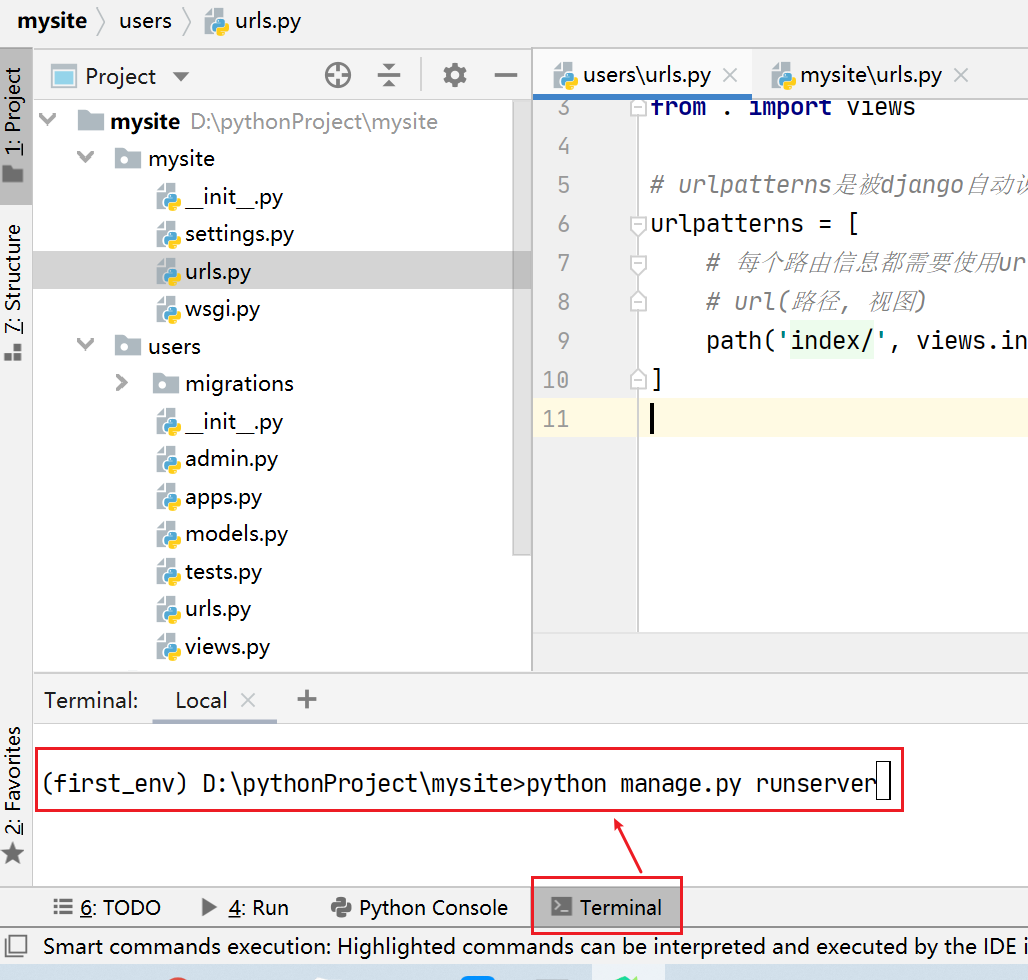 mysite users urls.py
1: Project
Project
users\urls.py mysite\urls.py
mysite D:\pythonProject\mysite
mysite
__init__.py
settings.py
urls.py
wsgi.py
users
migrations
__init__.py
admin.py
apps.py
models.py
tests.py
urls.py
views.py
7: Structure
2: Favorites
3 from . import views
4
5 # urlpatterns是被django自动
6 urlpatterns = [
7 # 每个路由信息都需要使用ur
8 # url(路径, 视图)
9 path('index/', views.in
10 ]
11
Terminal: Local
(first_env) D:\pythonProject\mysite>python manage.py runserver
6: TODO 4: Run Python Console Terminal
Smart commands execution: Highlighted commands can be interpreted and executed by the IDE i